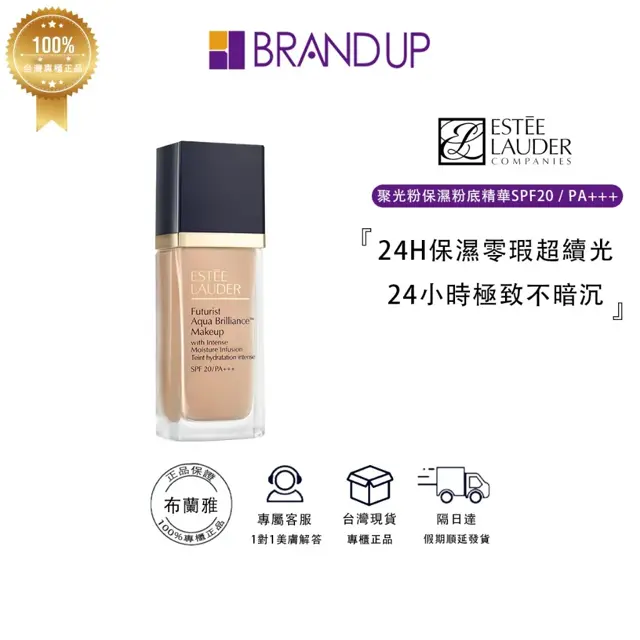 100%
台灣專櫃正品
BRANDUP
ESTĒE
LAUDER
COMPANIES
聚光粉保濕粉底精華SPF20 / PA+++
『24H保濕零瑕超續光
24小時極致不暗沉』
ESTĒE
LAUDER
Futurist
Aqua Brilliance™
Makeup
with Intense
Moisture Infusion
Teint hydratation intense
SPF 20/PA+++
正品保證
布蘭雅
100%專櫃正品
專屬客服
1對1美膚解答
台灣現貨
專櫃正品
隔日達
假期順延發貨